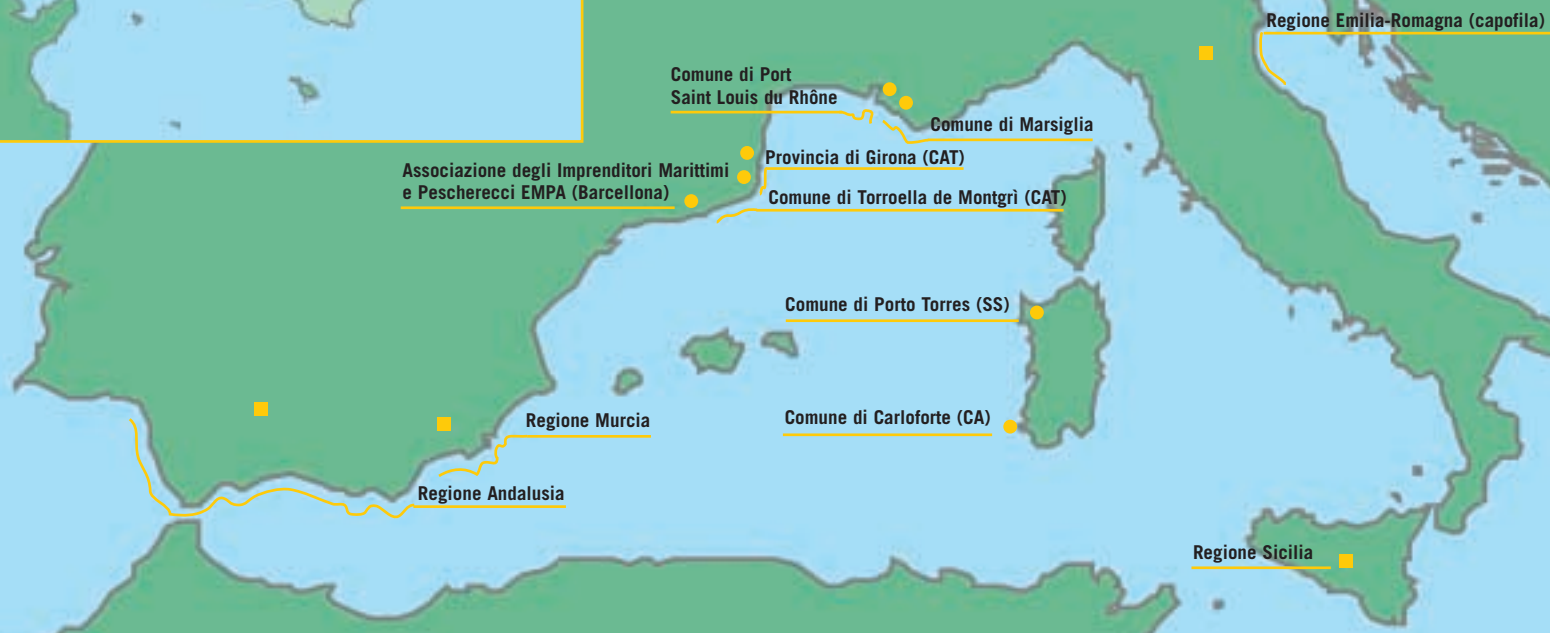 Regione Emilia-Romagna (capofila)
Comune di Port
Saint Louis du Rhône
Comune di Marsiglia
Provincia di Girona (CAT)
Associazione degli Imprenditori Marittimi
e Pescherecci EMPA (Barcellona)
Comune di Torroella de Montgrì (CAT)
Comune di Porto Torres (SS)
Comune di Carloforte (CA)
Regione Murcia
Regione Andalusia
Regione Sicilia